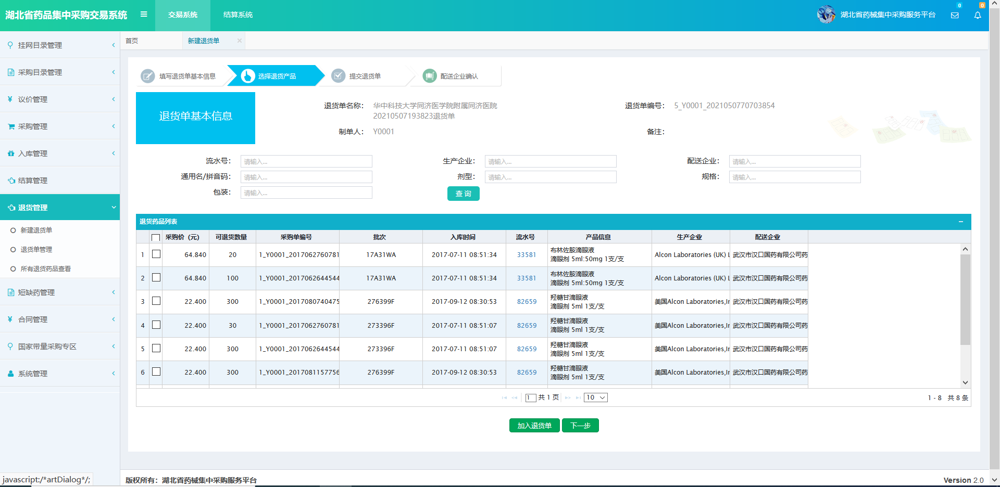 湖北省药品集中采购交易系统
交易系统
结算系统
湖北省药械集中采购服务平台
0
0
挂网目录管理
采购目录管理
¥ 议价管理
采购管理
入库管理
结算管理
退货管理
新建退货单
退货单管理
所有退货药品查看
短缺药管理
¥ 合同管理
国家带量采购专区
系统管理
首页
新建退货单 ×
填写退货单基本信息
选择退货产品
提交退货单
配送企业确认
退货单基本信息
退货单名称： 华中科技大学同济医学院附属同济医院
20210507193823退货单
退货单编号： 5_Y0001_2021050770703854
制单人： Y0001
备注：
流水号： 请输入...
生产企业： 请输入...
配送企业： 请输入...
通用名/拼音码： 请输入...
剂型： 请输入...
规格： 请输入...
包装： 请输入...
查 询
退货药品列表
采购价（元） 可退货数量 采购单编号 批次 入库时间 流水号 产品信息 生产企业 配送企业
1 64.840 20 1_Y0001_2017062760781 17A31WA 2017-07-11 08:51:34 33581 布林佐胺滴眼液 Alcon Laboratories (UK) L 武汉市汉口国药有限公司药
滴眼剂 5ml:50mg 1支/支
2 64.840 100 1_Y0001_2017062644544 17A31WA 2017-07-11 08:51:34 33581 布林佐胺滴眼液 Alcon Laboratories (UK) L 武汉市汉口国药有限公司药
滴眼剂 5ml:50mg 1支/支
3 22.400 300 1_Y0001_2017080740475 276399F 2017-09-12 08:30:53 82659 羟糖甘滴眼液 美国Alcon Laboratories,Ir 武汉市汉口国药有限公司药
滴眼剂 5ml 1支/支
4 22.400 30 1_Y0001_2017062760781 273396F 2017-07-11 08:51:07 82659 羟糖甘滴眼液 美国Alcon Laboratories,Ir 武汉市汉口国药有限公司药
滴眼剂 5ml 1支/支
5 22.400 300 1_Y0001_2017062644544 273396F 2017-07-11 08:51:07 82659 羟糖甘滴眼液 美国Alcon Laboratories,Ir 武汉市汉口国药有限公司药
滴眼剂 5ml 1支/支
6 22.400 300 1_Y0001_2017081157756 276399F 2017-09-12 08:30:53 82659 羟糖甘滴眼液 美国Alcon Laboratories,Ir 武汉市汉口国药有限公司药
滴眼剂 5ml 1支/支
1 共 1 页 10
1 - 8 共 8 条
加入退货单
下一步
javascript:/*artDialog*/;
版权所有：湖北省药械集中采购服务平台
Version 2.0